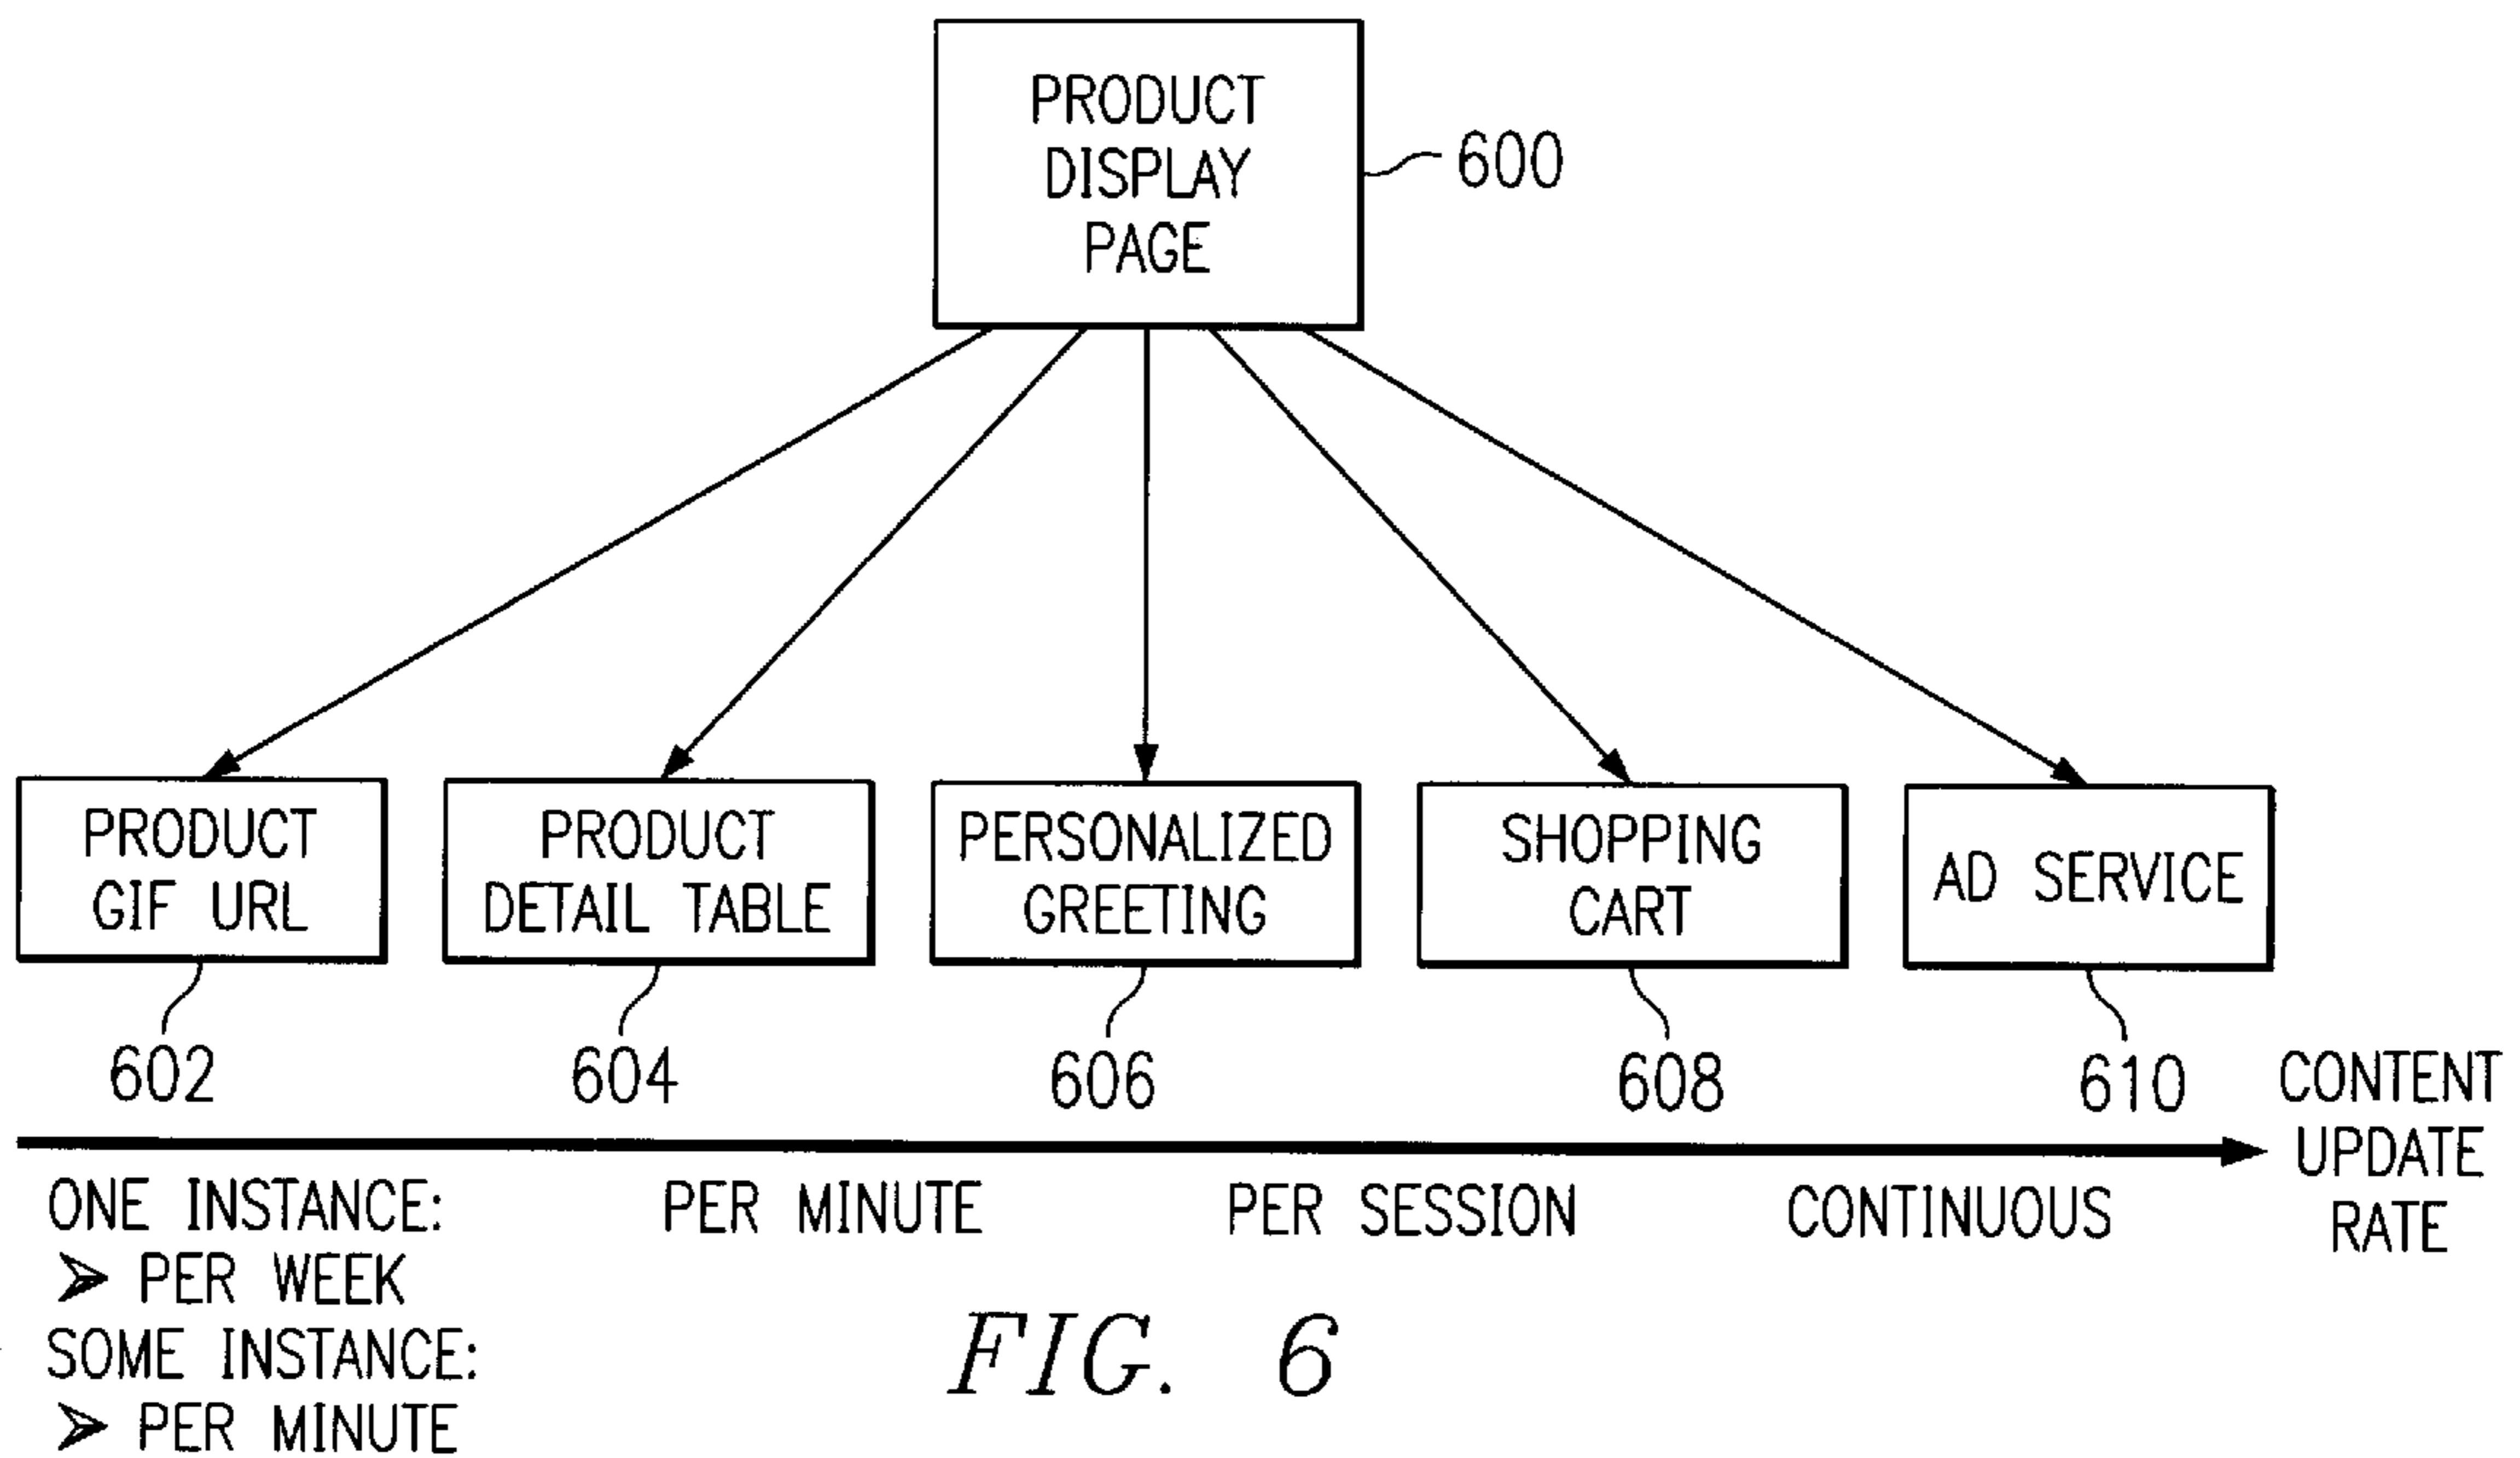 PRODUCT
DISPLAY
PAGE
600
PRODUCT
GIF URL
PRODUCT
DETAIL TABLE
PERSONALIZED
GREETING
SHOPPING
CART
AD SERVICE
602
604
606
608
610
CONTENT
UPDATE
RATE
ONE INSTANCE:
➢ PER WEEK
SOME INSTANCE:
➢ PER MINUTE
PER MINUTE
PER SESSION
CONTINUOUS
FIG. 6